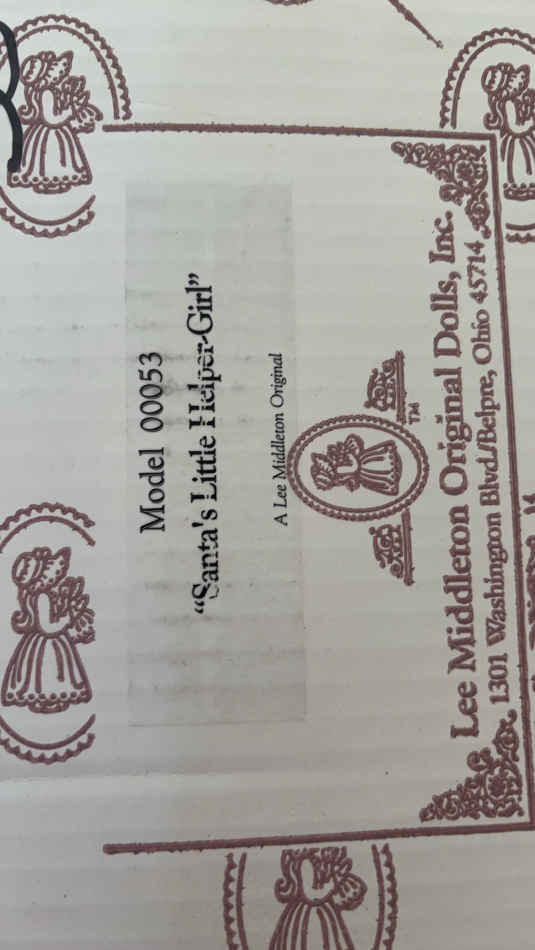 Model 00053
“Santa's Little Helper-Girl”
A Lee Middleton Original
TM
Lee Middleton Original Dolls, Inc.
1301 Washington Blvd./Belpre, Ohio 45714